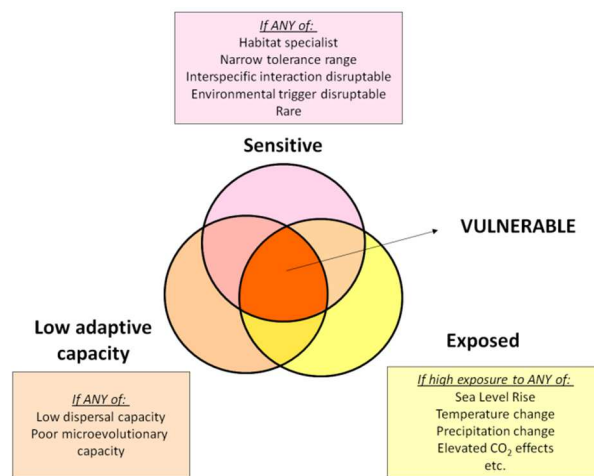 If ANY of:
Habitat specialist
Narrow tolerance range
Interspecific interaction disruptable
Environmental trigger disruptable
Rare
Sensitive
VULNERABLE
Low adaptive
capacity
Exposed
If ANY of:
Low dispersal capacity
Poor microevolutionary
capacity
If high exposure to ANY of:
Sea Level Rise
Temperature change
Precipitation change
Elevated CO₂ effects
etc.